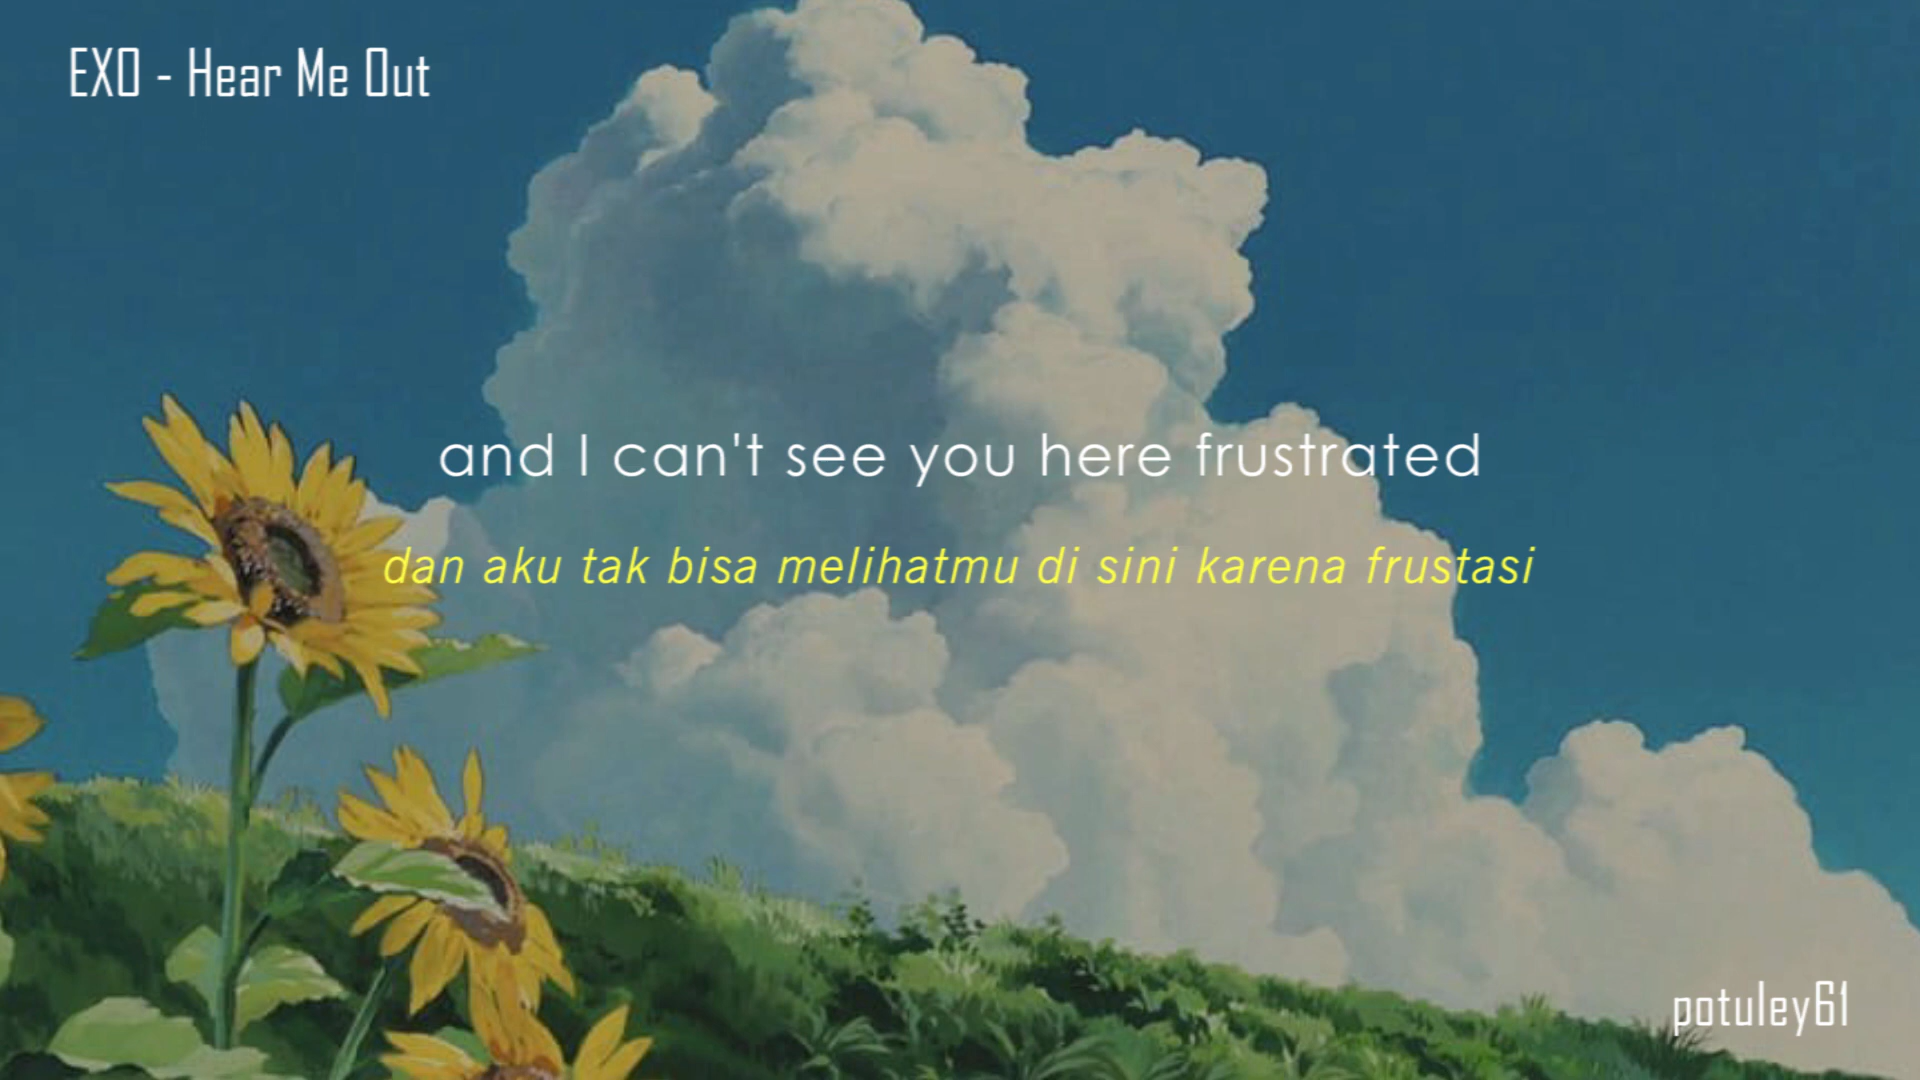 EXO - Hear Me Out
and I can't see you here frustrated
dan aku tak bisa melihatmu di sini karena frustasi
potuley61